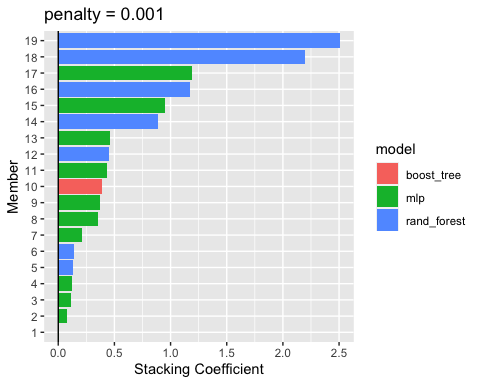 penalty = 0.001
19
18
17
16
15
14
13
12
11
10
9
8
7
6
5
4
3
2
1
Member
0.0 0.5 1.0 1.5 2.0 2.5
Stacking Coefficient
model
boost_tree
mlp
rand_forest